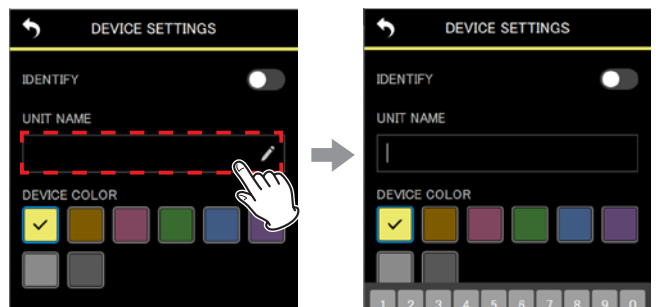 DEVICE SETTINGS
IDENTIFY
UNIT NAME
DEVICE COLOR
DEVICE SETTINGS
IDENTIFY
UNIT NAME
DEVICE COLOR
1 2 3 4 5 6 7 8 9 0